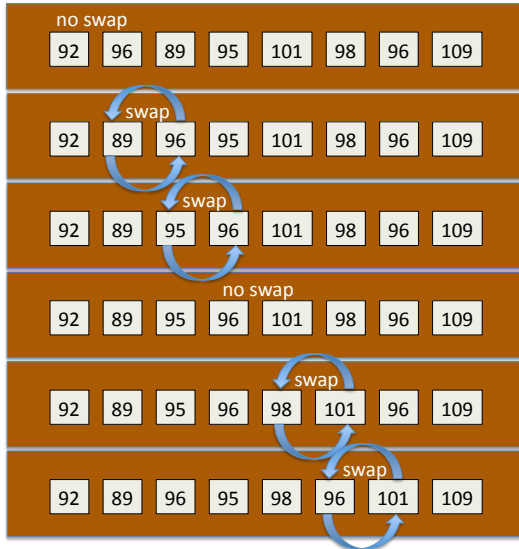 no swap
92 96 89 95 101 98 96 109
swap
92 89 96 95 101 98 96 109
swap
92 89 95 96 101 98 96 109
no swap
92 89 95 96 101 98 96 109
swap
92 89 95 96 98 101 96 109
swap
92 89 96 95 98 96 101 109